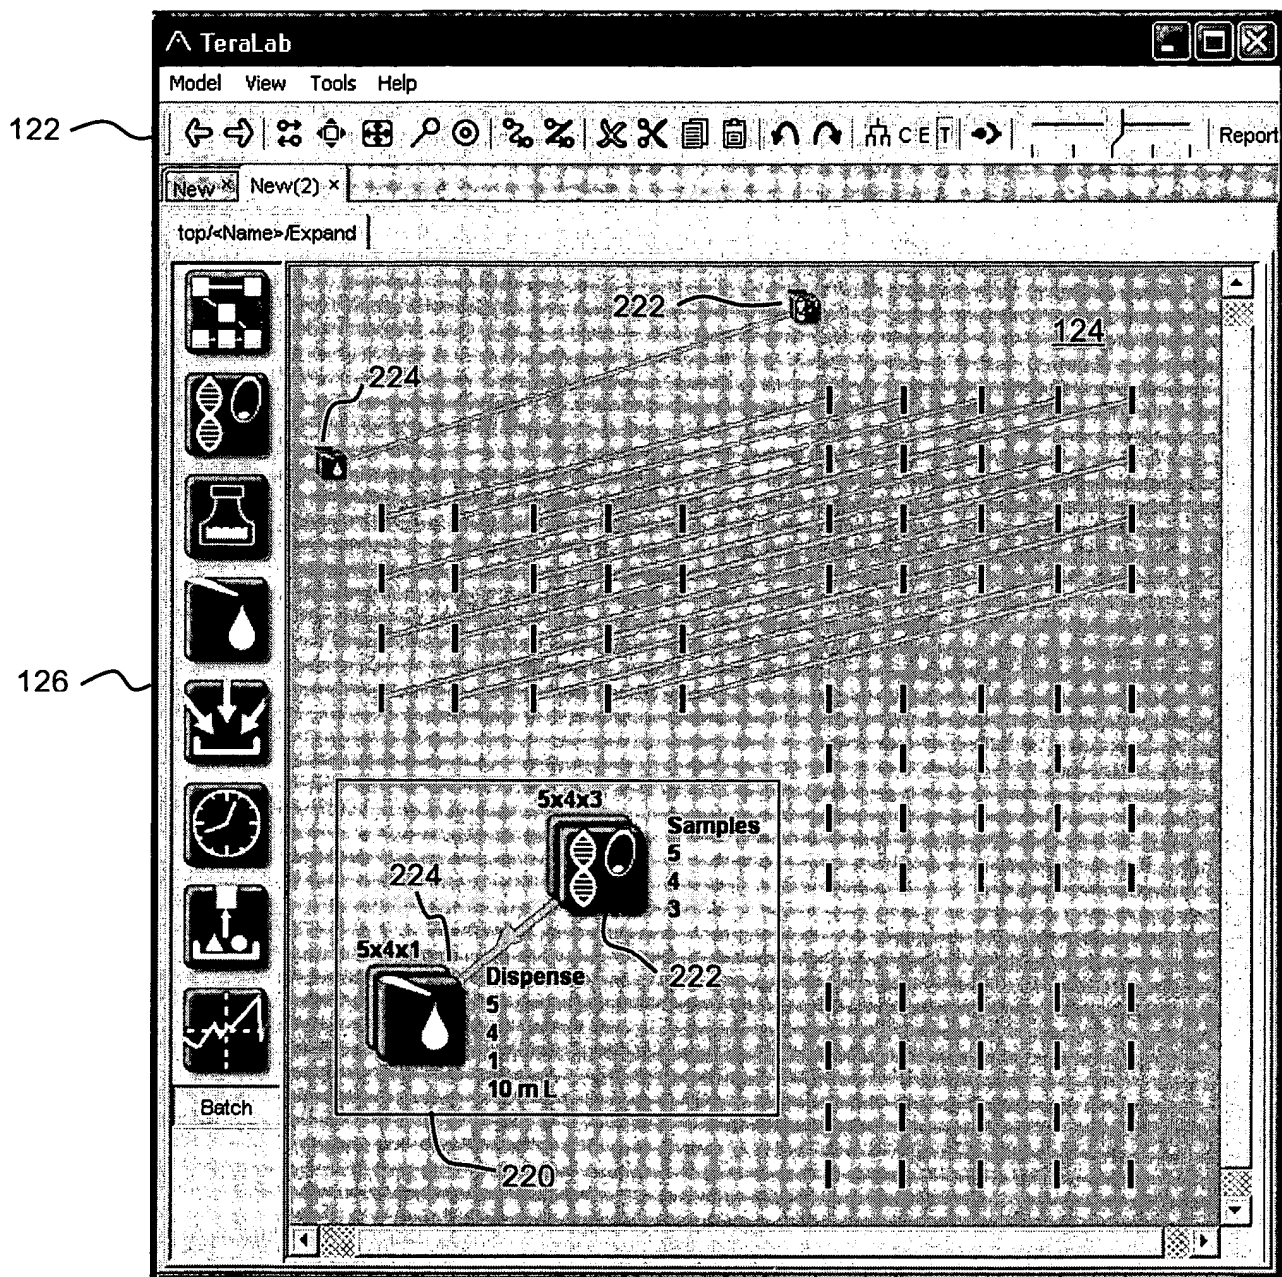 TeraLab
Model View Tools Help
122
C E T Report
New × New(2) ×
top/<Name>/Expand
222
124
224
126
5x4x3
Samples
5
4
3
224
5x4x1
222
Dispense
5
4
1
10 m L
Batch
220